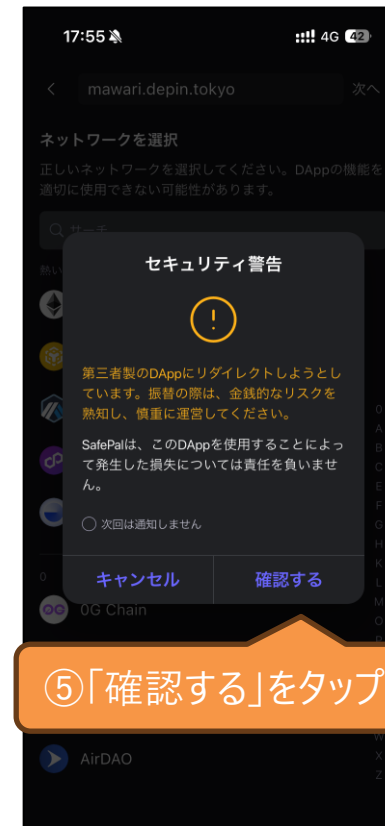 17:55
4G 42
mawari.depin.tokyo 次へ
ネットワークを選択
正しいネットワークを選択してください。DAppの機能を
適切に使用できない可能性があります。
サーチ
熱い
セキュリティ警告
第三者製のDAppにリダイレクトしようとし
ています。振替の際は、金銭的なリスクを
熟知し、慎重に運営してください。
SafePalは、このDAppを使用することによっ
て発生した損失については責任を負いませ
ん。
次回は通知しません
キャンセル 確認する
0
0G Chain
⑤「確認する」をタップ
AirDAO
0
A
B
C
E
F
G
H
K
L
M
O
P
W
X
Z